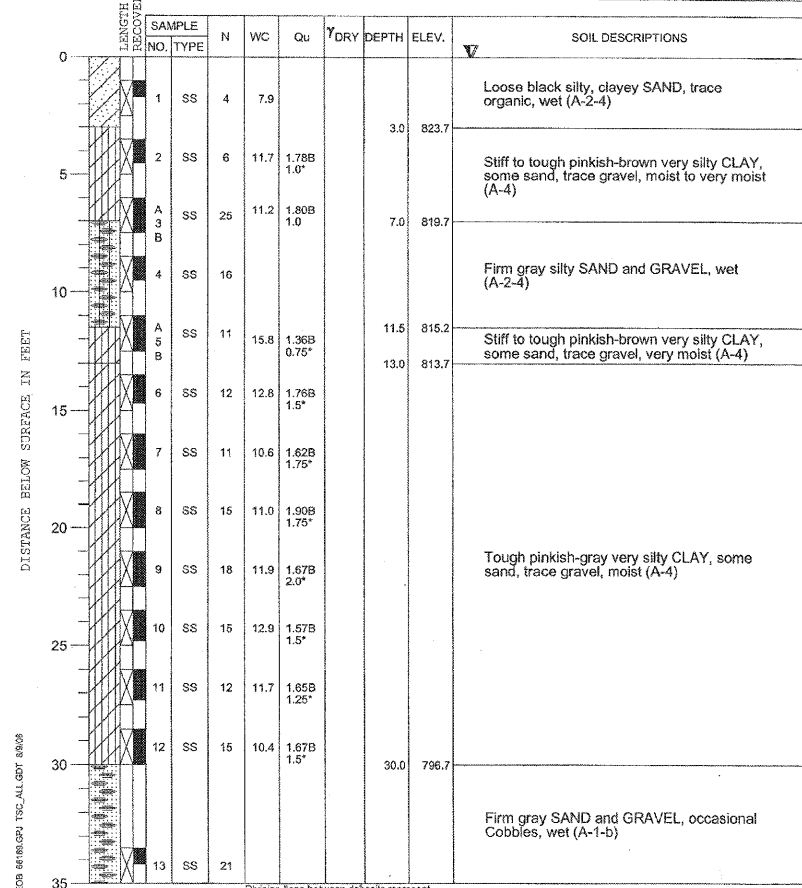 LENGTH
RECOVERY
SAMPLE
NO. TYPE N WC Qu γDRY DEPTH ELEV. SOIL DESCRIPTIONS
0
Loose black silty, clayey SAND, trace
1 SS 4 7.9
organic, wet (A-2-4)
3.0 823.7
2 SS 6 11.7 1.78B
1.0*
Stiff to tough pinkish-brown very silty CLAY,
some sand, trace gravel, moist to very moist
(A-4)
5
A
3 SS 25 11.2 1.80B
1.0
B
7.0 819.7
4 SS 16
Firm gray silty SAND and GRAVEL, wet
(A-2-4)
10
11.5 815.2
A
5 SS 11 15.8 1.36B
0.75*
B
Stiff to tough pinkish-brown very silty CLAY,
some sand, trace gravel, very moist (A-4)
13.0 813.7
6 SS 12 12.8 1.76B
1.5*
15
7 SS 11 10.6 1.62B
1.75*
8 SS 15 11.0 1.90B
1.75*
20
9 SS 18 11.9 1.67B
2.0*
Tough pinkish-gray very silty CLAY, some
sand, trace gravel, moist (A-4)
10 SS 15 12.9 1.57B
1.5*
25
11 SS 12 11.7 1.65B
1.25*
12 SS 15 10.4 1.67B
1.5*
30
30.0 796.7
Firm gray SAND and GRAVEL, occasional
Cobbles, wet (A-1-b)
13 SS 21
35
Division lines between deposits represent
DISTANCE BELOW SURFACE IN FEET
TSC_ALL.GDT